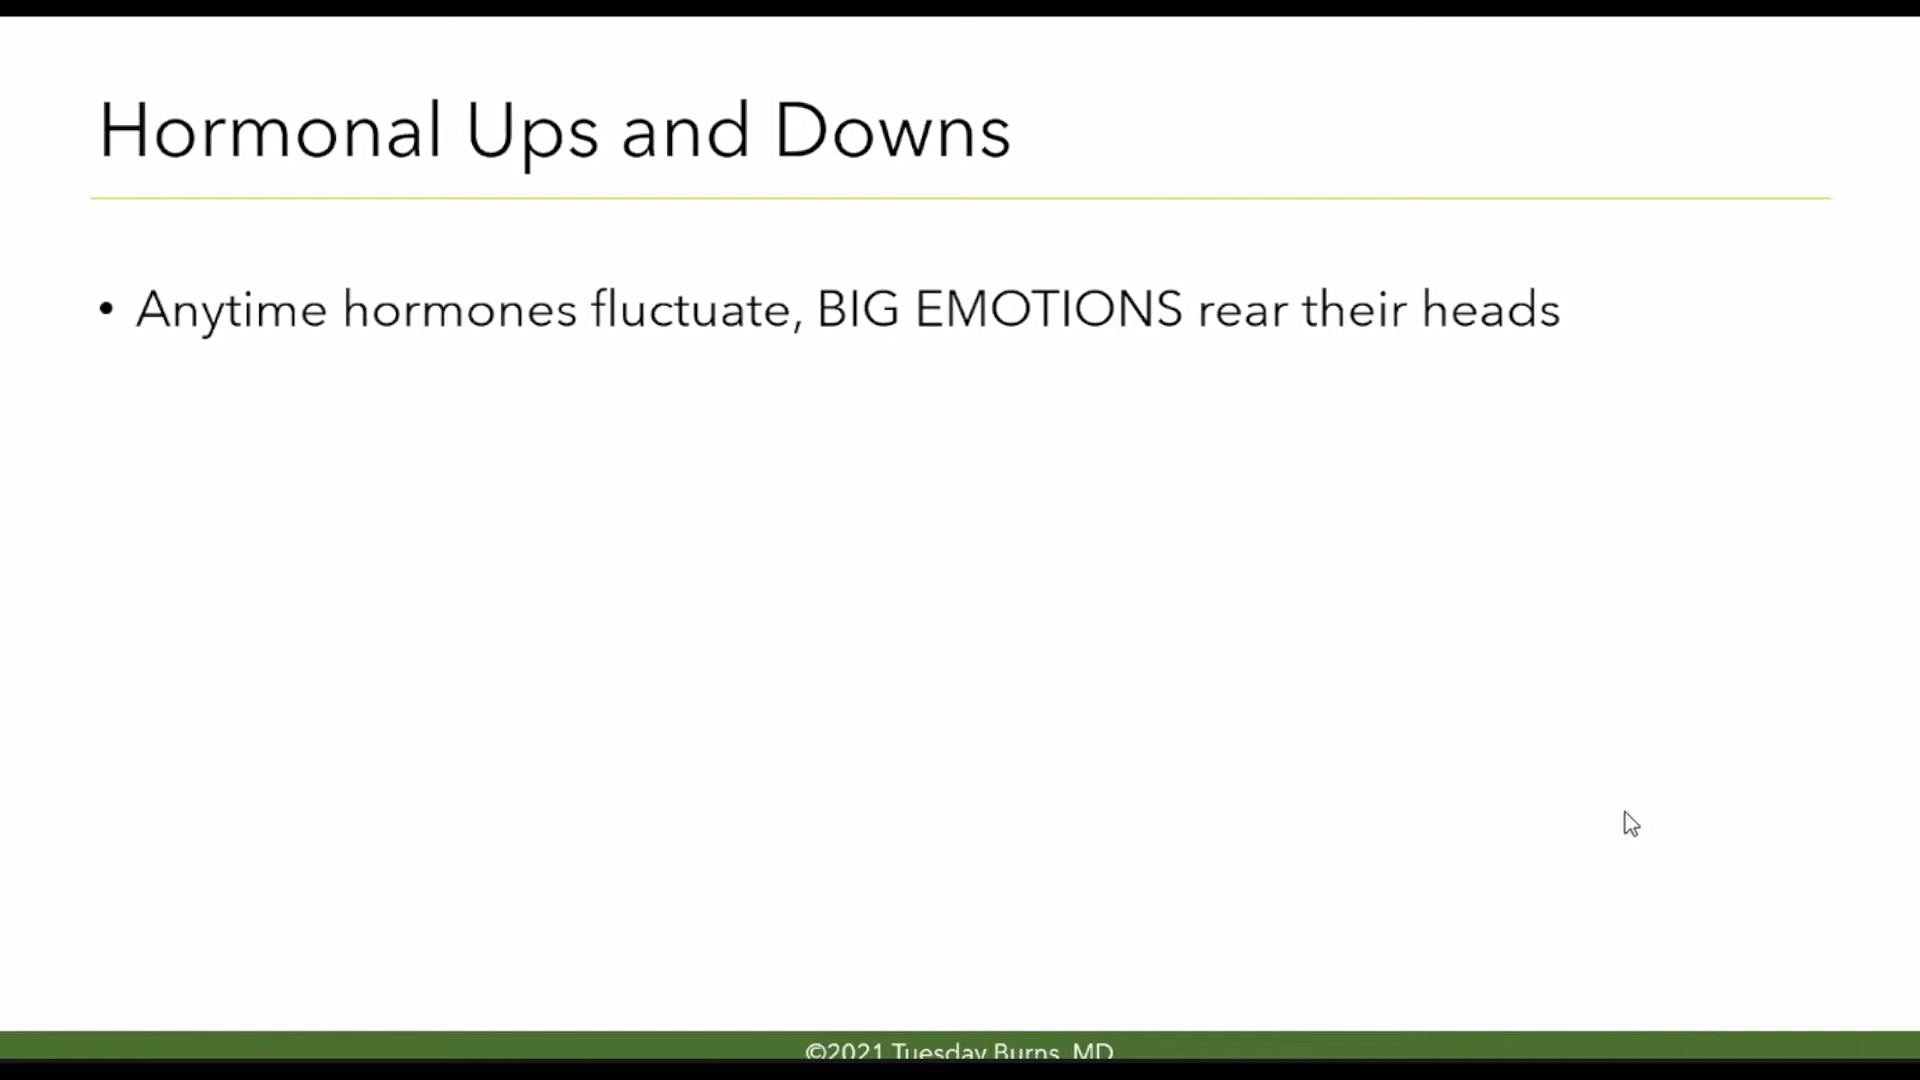 Hormonal Ups and Downs
• Anytime hormones fluctuate, BIG EMOTIONS rear their heads
©2021 Tuesday Burns, MD